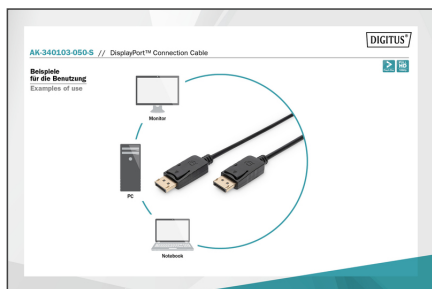 DIGITUS®
AK-340103-050-S // DisplayPort™ Connection Cable
Beispiele
für die Benutzung
Examples of use
Monitor
PC
Notebook